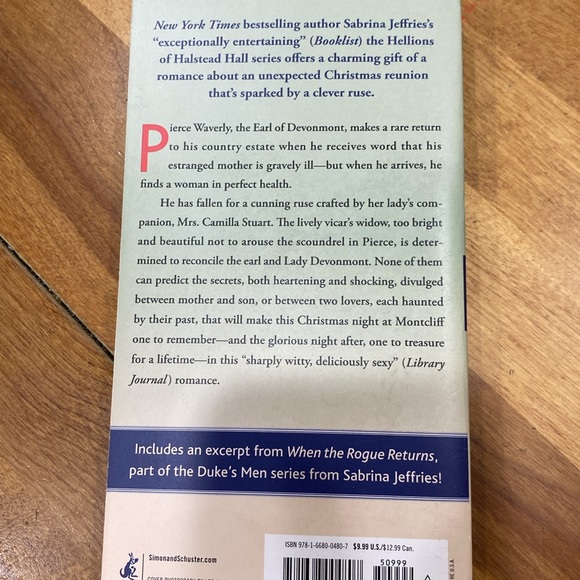 New York Times bestselling author Sabrina Jeffries's
"exceptionally entertaining" (Booklist) the Hellions
of Halstead Hall series offers a charming gift of a
romance about an unexpected Christmas reunion
that's sparked by a clever ruse.
Pierce Waverly, the Earl of Devonmont, makes a rare return
to his country estate when he receives word that his
estranged mother is gravely ill—but when he arrives, he
finds a woman in perfect health.
He has fallen for a cunning ruse crafted by her lady's com-
panion, Mrs. Camilla Stuart. The lively vicar's widow, too bright
and beautiful not to arouse the scoundrel in Pierce, is deter-
mined to reconcile the earl and Lady Devonmont. None of them
can predict the secrets, both heartening and shocking, divulged
between mother and son, or between two lovers, each haunted
by their past, that will make this Christmas night at Montcliff
one to remember—and the glorious night after, one to treasure
for a lifetime—in this "sharply witty, deliciously sexy" (Library
Journal) romance.
Includes an excerpt from When the Rogue Returns,
part of the Duke's Men series from Sabrina Jeffries!
ISBN 978-1-6680-0480-7 $9.99 U.S./$12.99 Can.
SimonandSchuster.com
50999